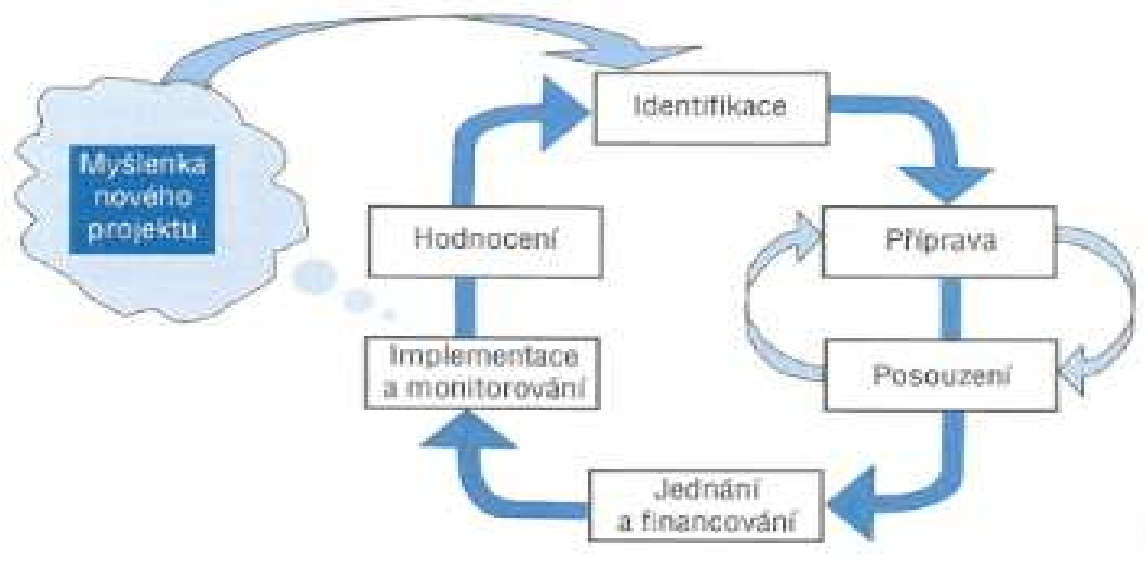 Identifikace
Myšlenka
nového
projektu
Hodnocení
Příprava
Implementace
a monitorování
Posouzení
Jednání
a financování